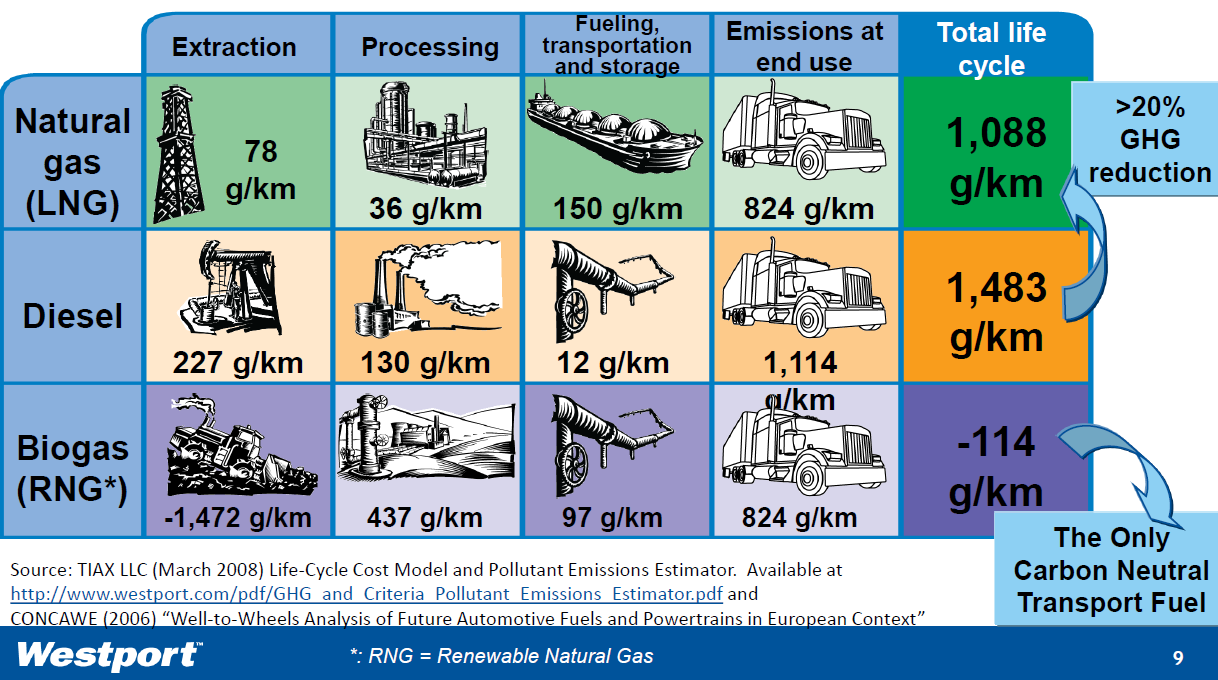 Extraction
Processing
Fueling,
transportation
and storage
Emissions at
end use
Total life
cycle
Natural
gas
(LNG)
78
g/km
36 g/km
150 g/km
824 g/km
1,088
g/km
>20%
GHG
reduction
Diesel
227 g/km
130 g/km
12 g/km
1,114
g/km
1,483
g/km
Biogas
(RNG*)
-1,472 g/km
437 g/km
97 g/km
824 g/km
-114
g/km
The Only
Carbon Neutral
Transport Fuel
Source: TIAX LLC (March 2008) Life-Cycle Cost Model and Pollutant Emissions Estimator.  Available at
http://www.westport.com/pdf/GHG_and_Criteria_Pollutant_Emissions_Estimator.pdf and
CONCAWE (2006) “Well-to-Wheels Analysis of Future Automotive Fuels and Powertrains in European Context”
Westport™
*: RNG = Renewable Natural Gas
9